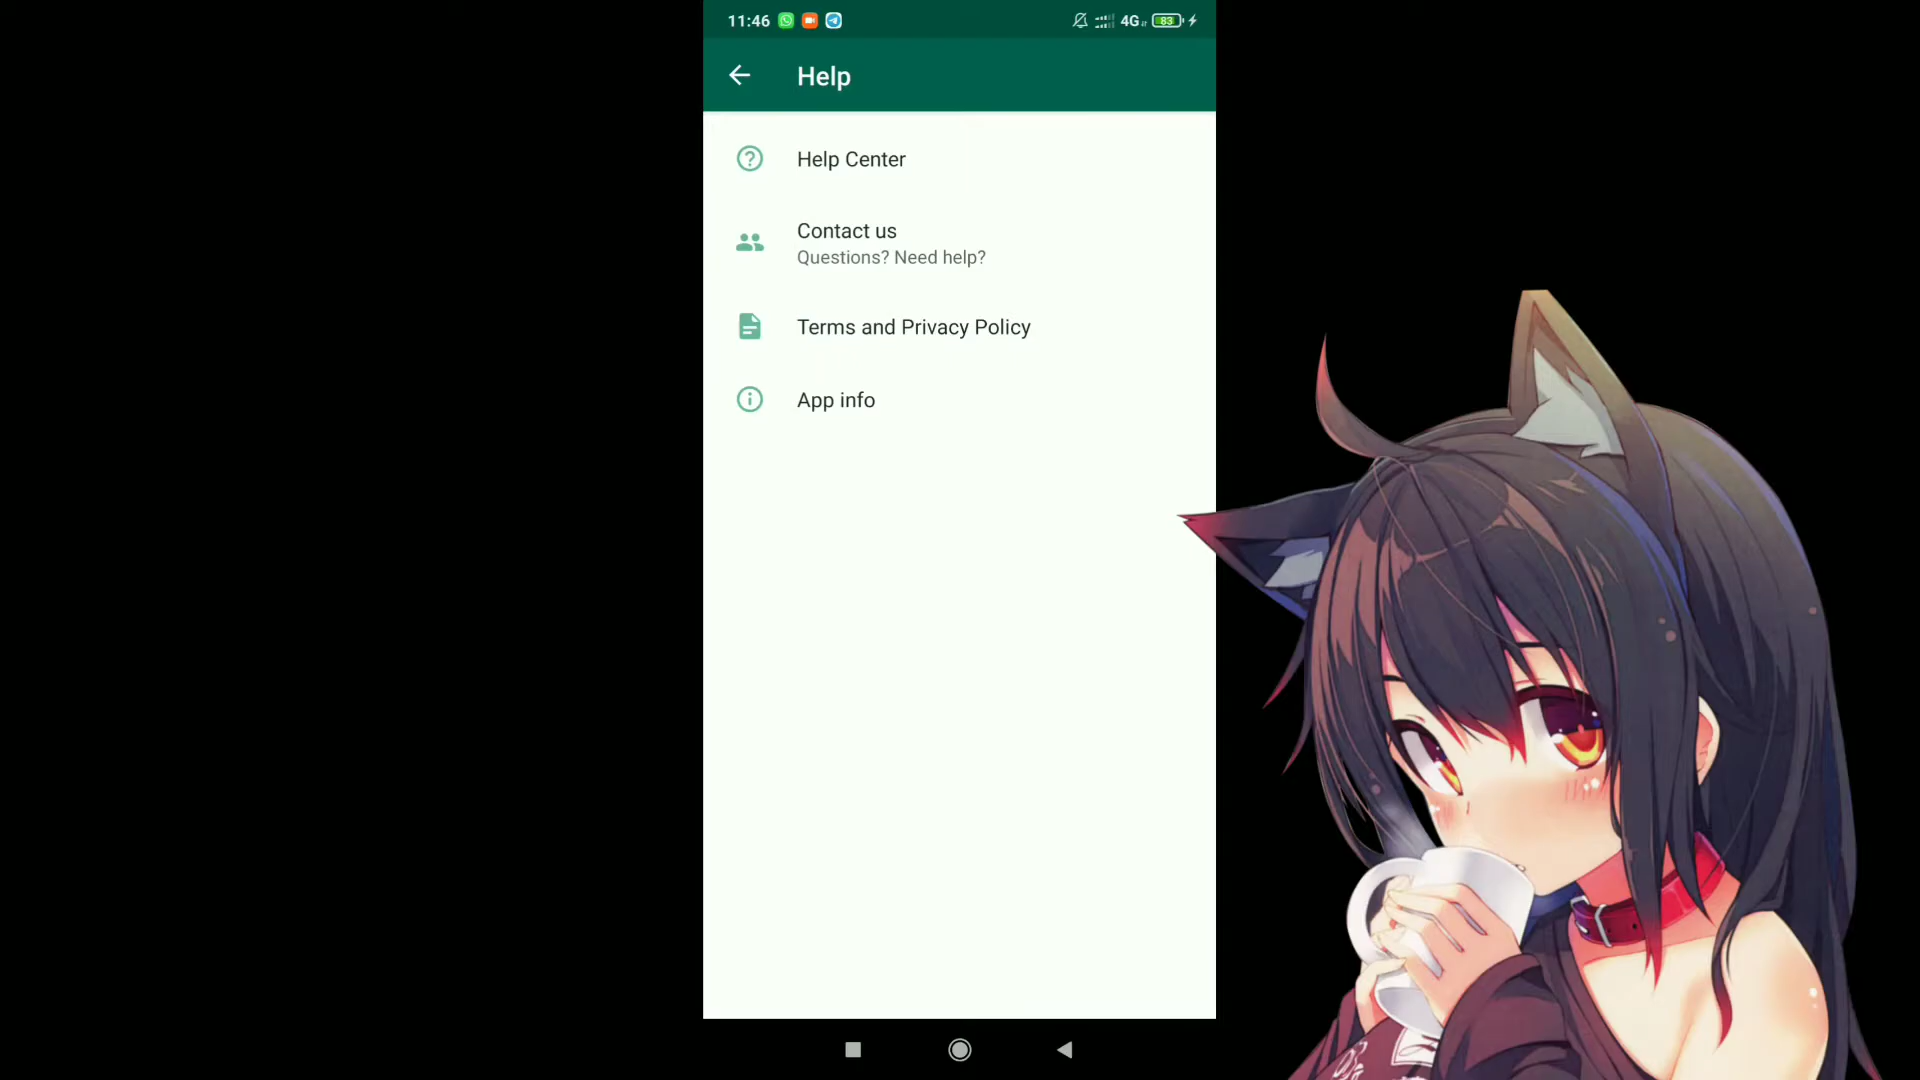 11:46 4G 83
Help
Help Center
Contact us
Questions? Need help?
Terms and Privacy Policy
App info